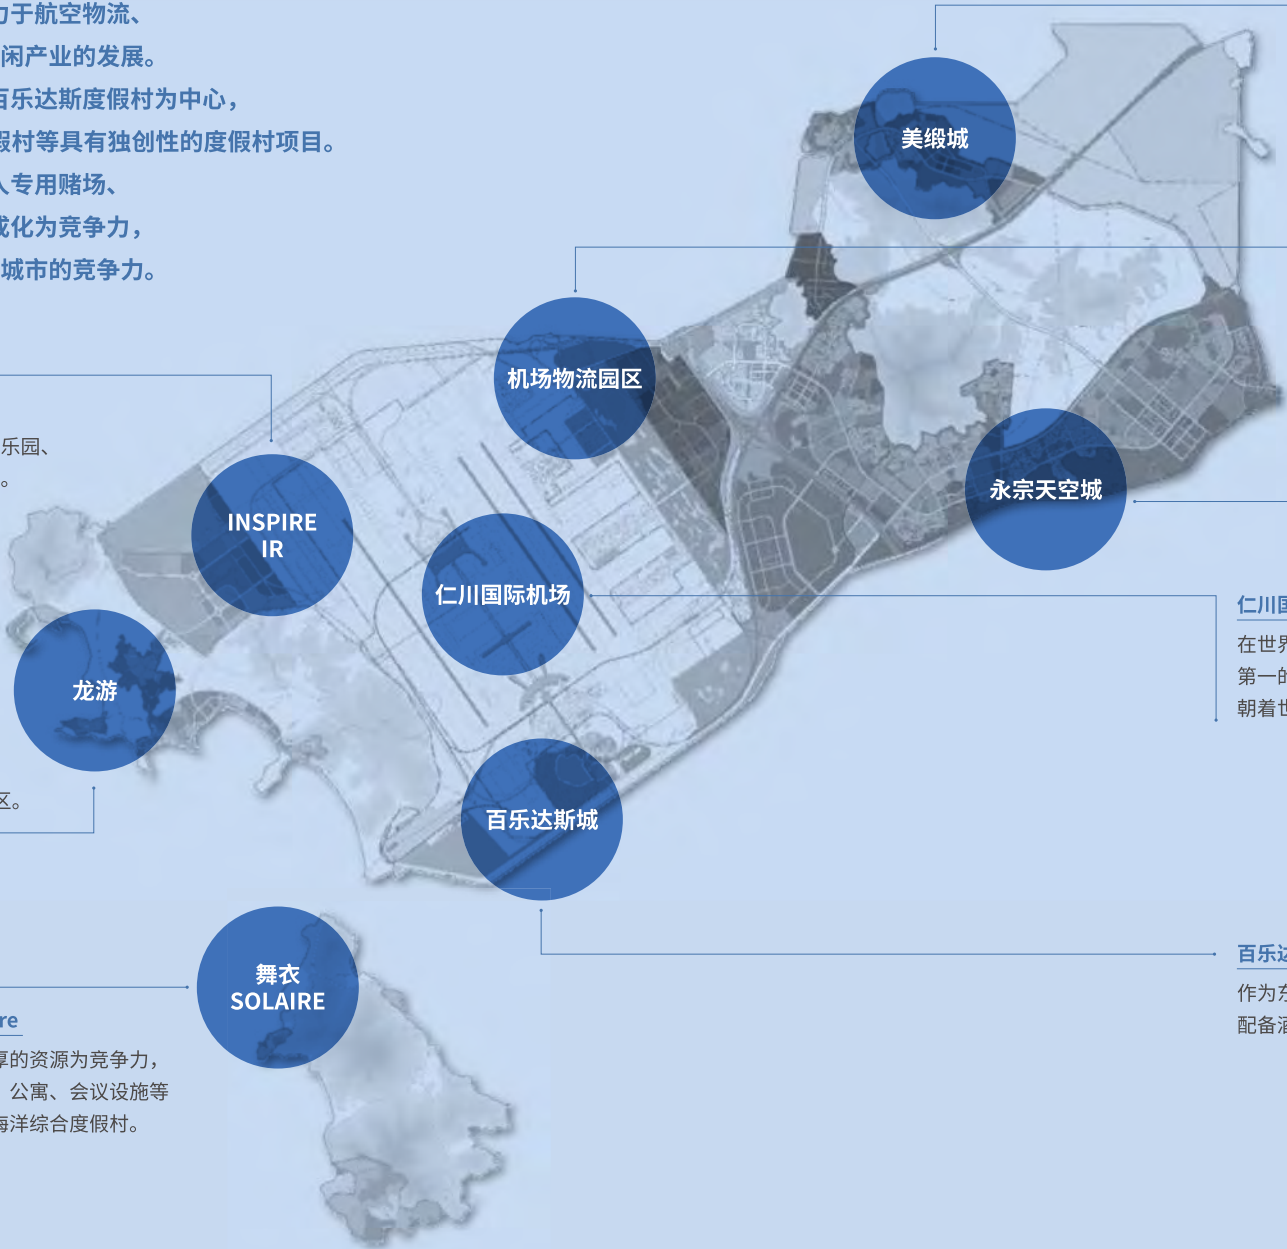 力于航空物流、
闲产业的发展。
百乐达斯度假村为中心，
假村等具有独创性的度假村项目。
人专用赌场、
成化为竞争力，
城市的竞争力。
美缎城
机场物流园区
乐园、
。
永宗天空城
INSPIRE
IR
仁川国际机场
仁川国
在世界
第一的
朝着世
龙游
区。
百乐达斯城
舞衣
SOLAIRE
re
厚的资源为竞争力，
公寓、会议设施等
海洋综合度假村。
百乐达
作为东
配备酒